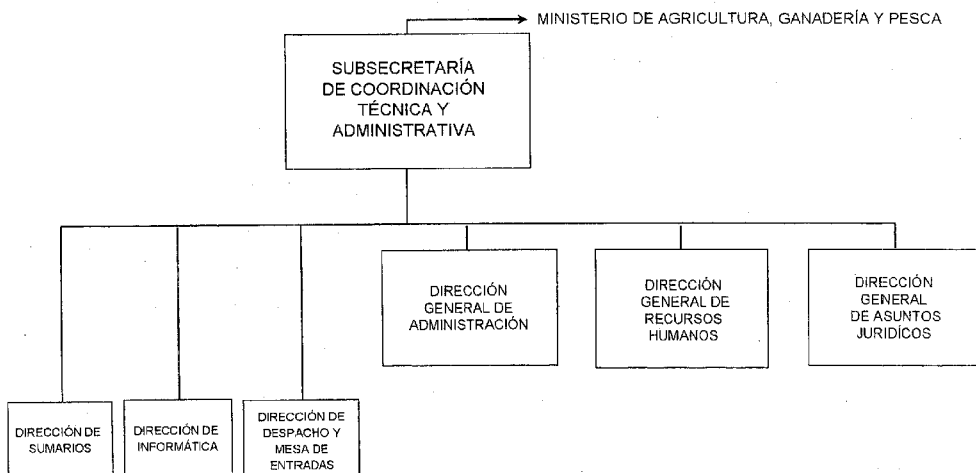 MINISTERIO DE AGRICULTURA, GANADERÍA Y PESCA
SUBSECRETARÍA
DE COORDINACIÓN
TÉCNICA Y
ADMINISTRATIVA
DIRECCIÓN
GENERAL DE
ADMINISTRACIÓN
DIRECCIÓN
GENERAL DE
RECURSOS
HUMANOS
DIRECCIÓN
GENERAL
DE ASUNTOS
JURIDÍCOS
DIRECCIÓN DE
SUMARIOS
DIRECCIÓN DE
INFORMÁTICA
DIRECCIÓN DE
DESPACHO Y
MESA DE
ENTRADAS